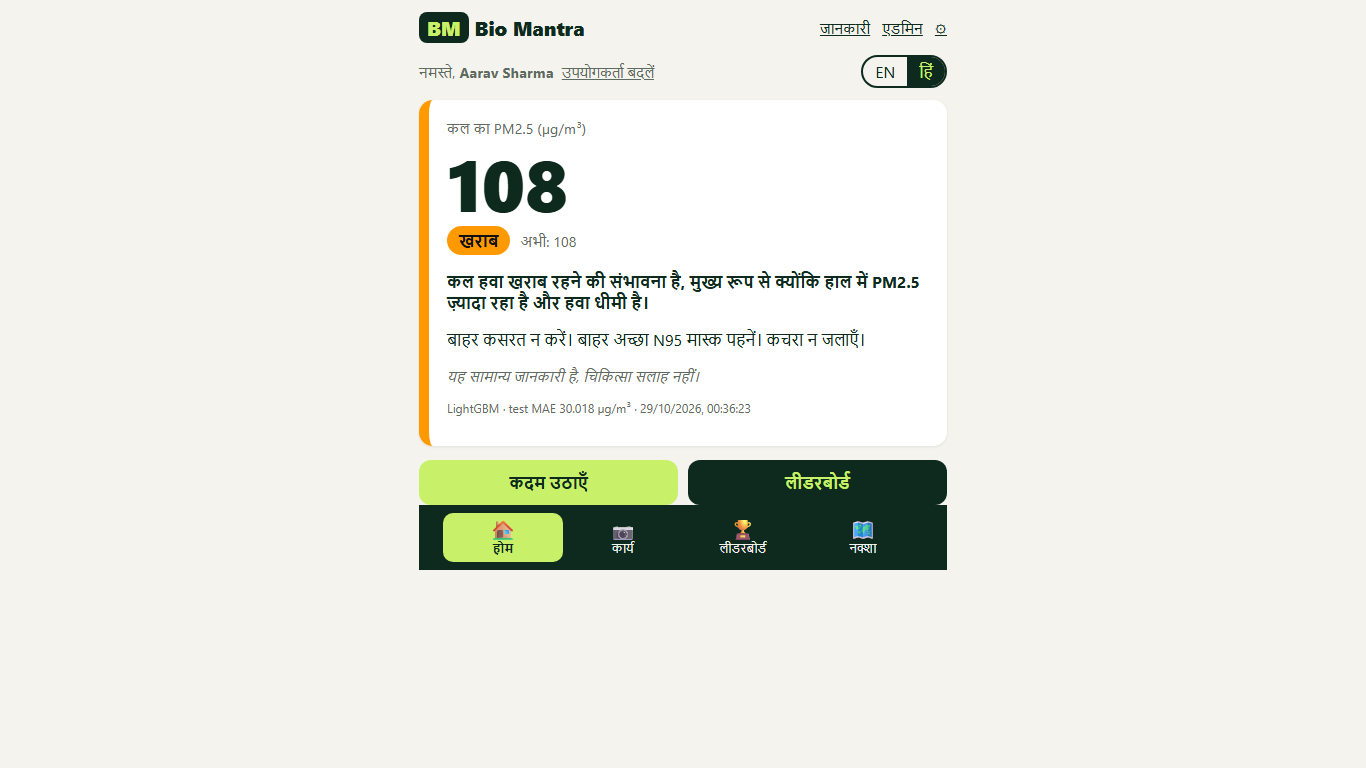 BM Bio Mantra
जानकारी एडमिन ⚙
नमस्ते, Aarav Sharma उपयोगकर्ता बदलें
EN हिं
कल का PM2.5 (µg/m³)
108
खराब अभी: 108
कल हवा खराब रहने की संभावना है, मुख्य रूप से क्योंकि हाल में PM2.5
ज़्यादा रहा है और हवा धीमी है।
बाहर कसरत न करें। बाहर अच्छा N95 मास्क पहनें। कचरा न जलाएँ।
यह सामान्य जानकारी है, चिकित्सा सलाह नहीं।
LightGBM · test MAE 30.018 µg/m³ · 29/10/2026, 00:36:23
कदम उठाएँ
लीडरबोर्ड
होम
कार्य
लीडरबोर्ड
नक्शा